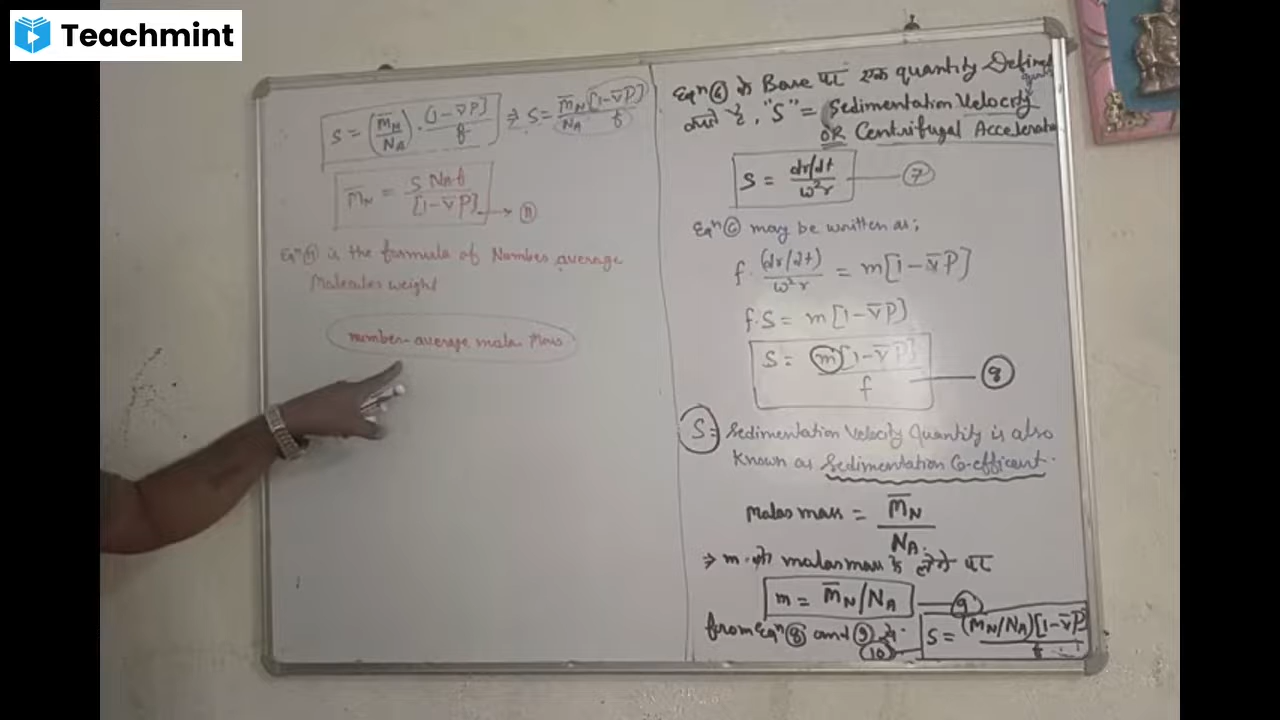 Teachmint
S = (M̅N/NA) · (1-v̅P)/f ⇒ S = M̅N[1-v̅P]/NA f
M̅N = S NA f/[1-v̅P] → 11
Eqⁿ 11 is the formula of Number average
Molecular weight
number-average molar Mass
Eqⁿ 6 के Base पर एक quantity Defined
करते है, "S" = Sedimentation Velocity
OR Centrifugal Acceleration
S = dr/dt/ω²r — 7
Eqⁿ 6 may be written as;
f · (dr/dt)/ω²r = m[1-v̅P]
f.S = m[1-v̅P]
S = m[1-v̅P]/f — 8
S = Sedimentation Velocity Quantity is also
Known as Sedimentation Co-efficient.
Molar mass = M̅N/NA.
⇒ m को molar mass के लेने पर
m = M̅N/NA — 9
from Eqⁿ 8 and 9 से
10 S = (MN/NA)[1-v̅P]/f